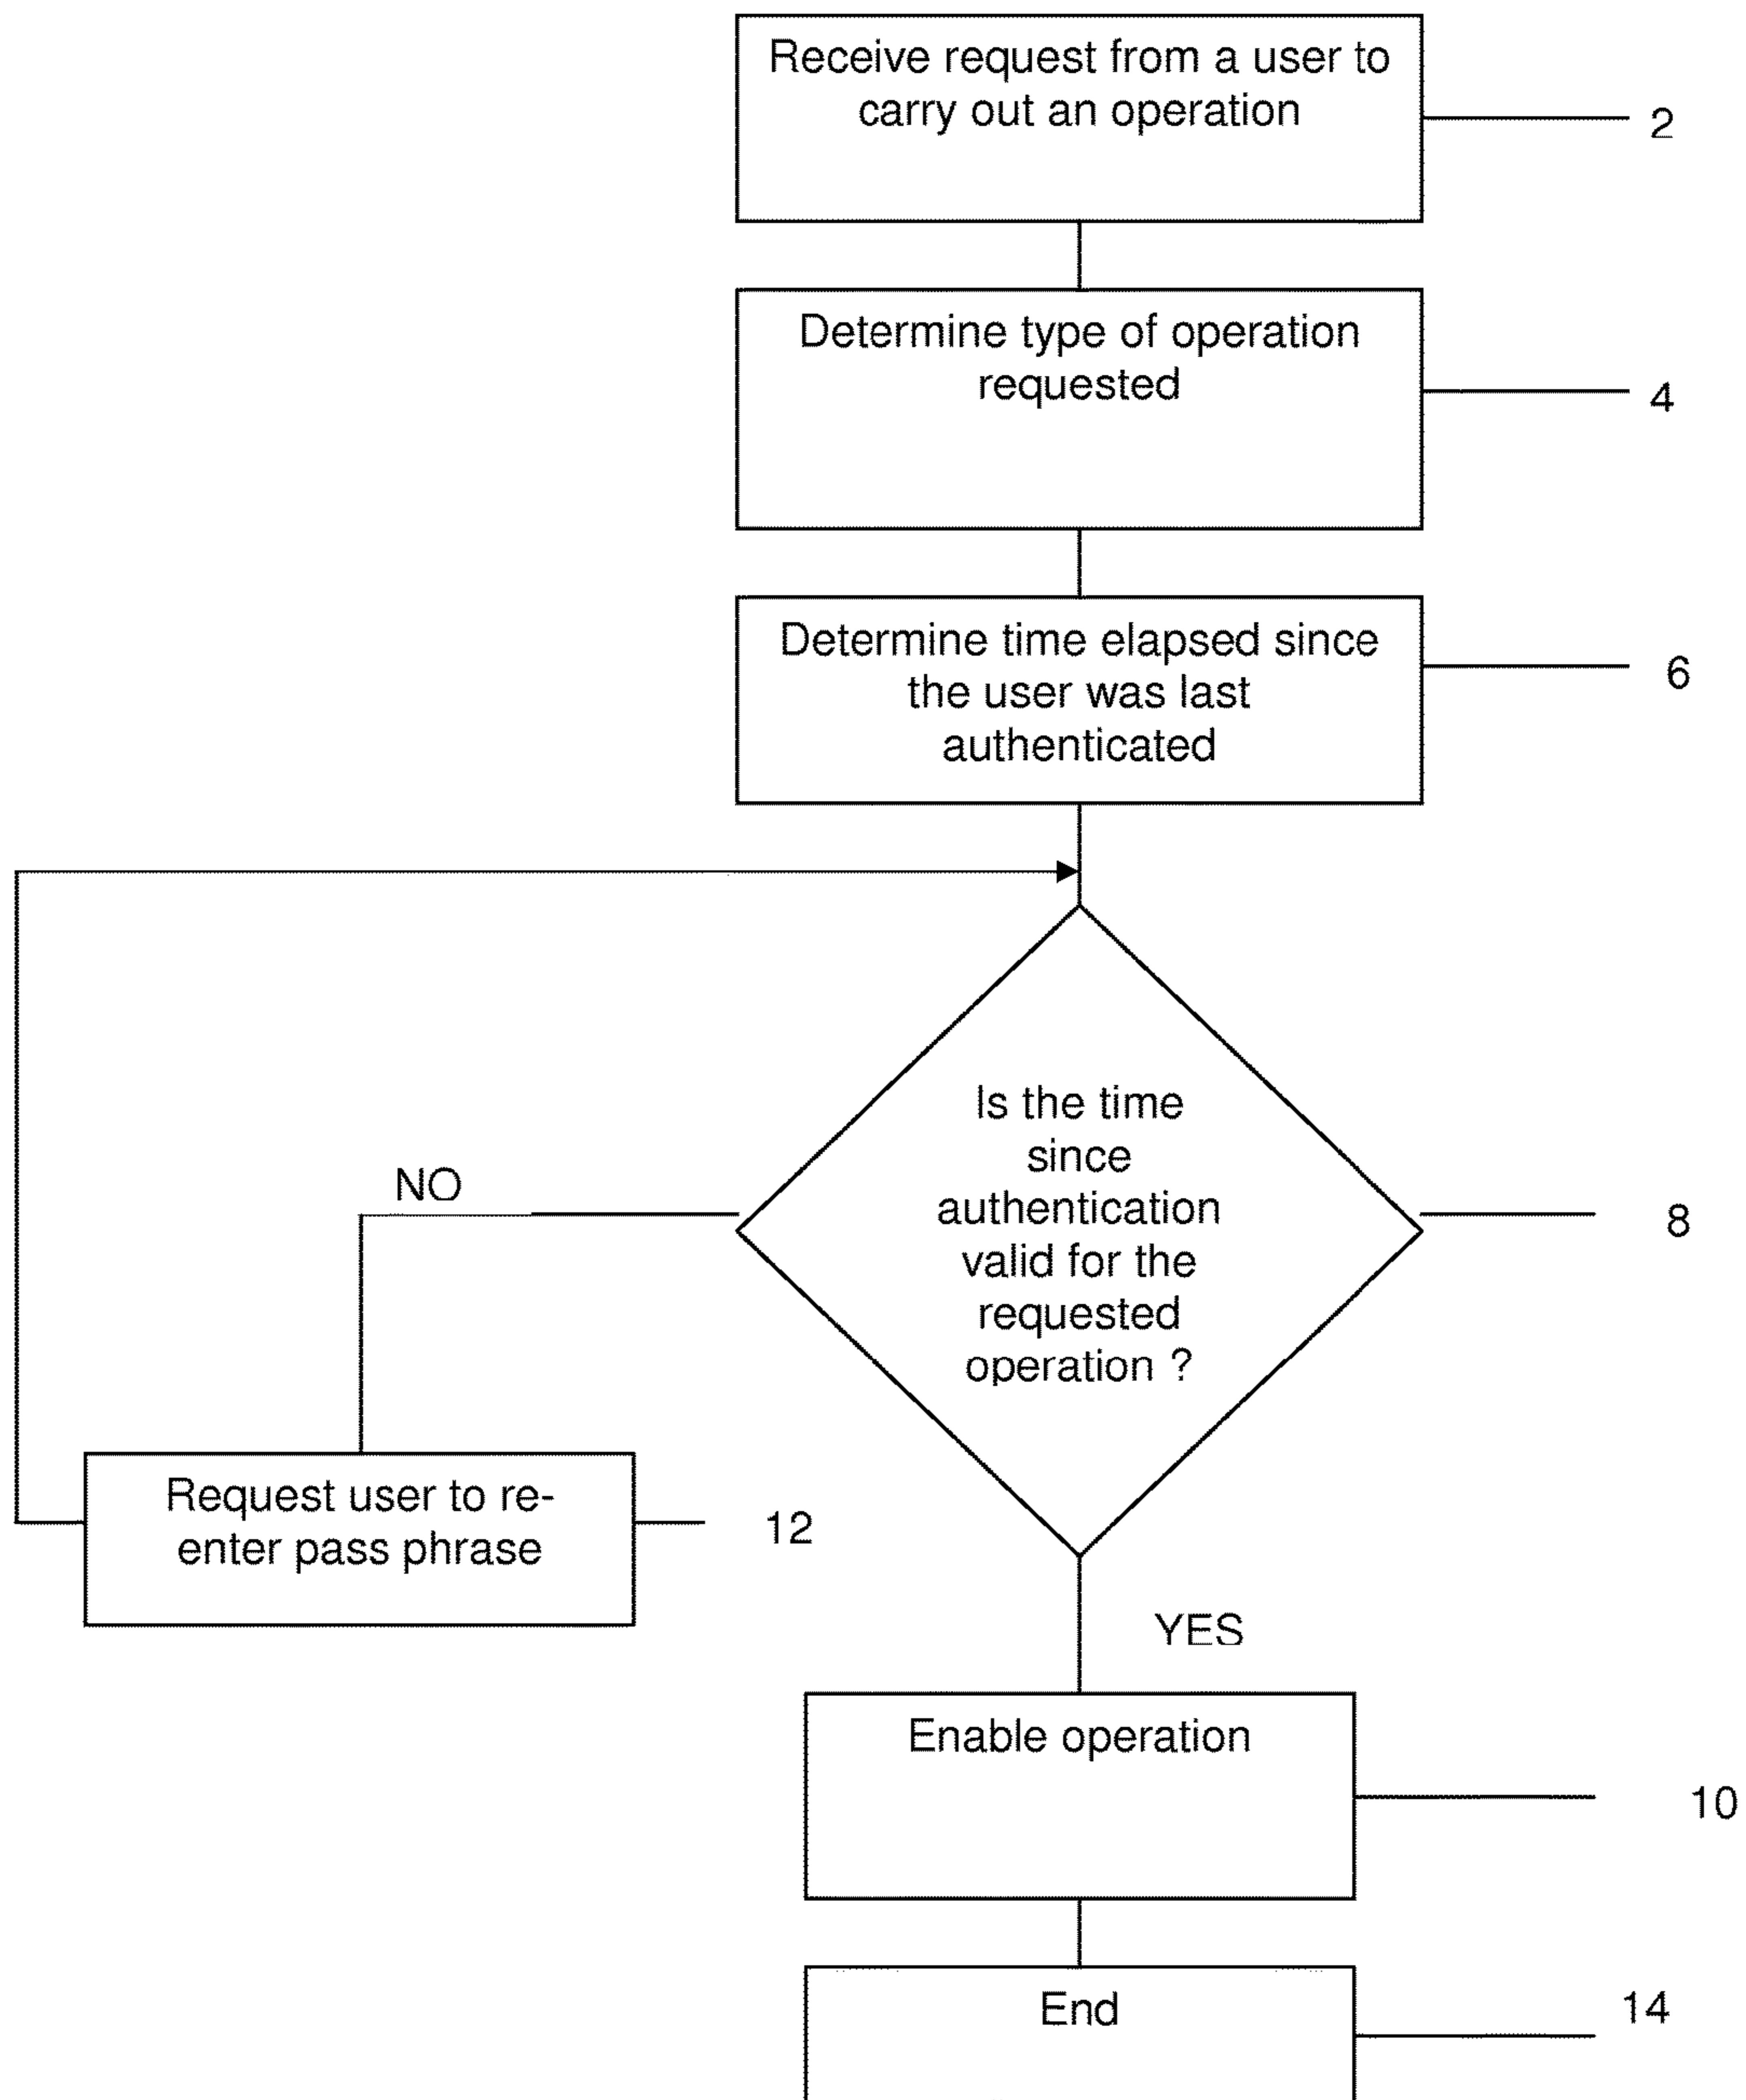 Receive request from a user to
carry out an operation
2
Determine type of operation
requested
4
Determine time elapsed since
the user was last
authenticated
6
Is the time
since
authentication
valid for the
requested
operation ?
8
NO
Request user to re-
enter pass phrase
12
YES
Enable operation
10
End
14